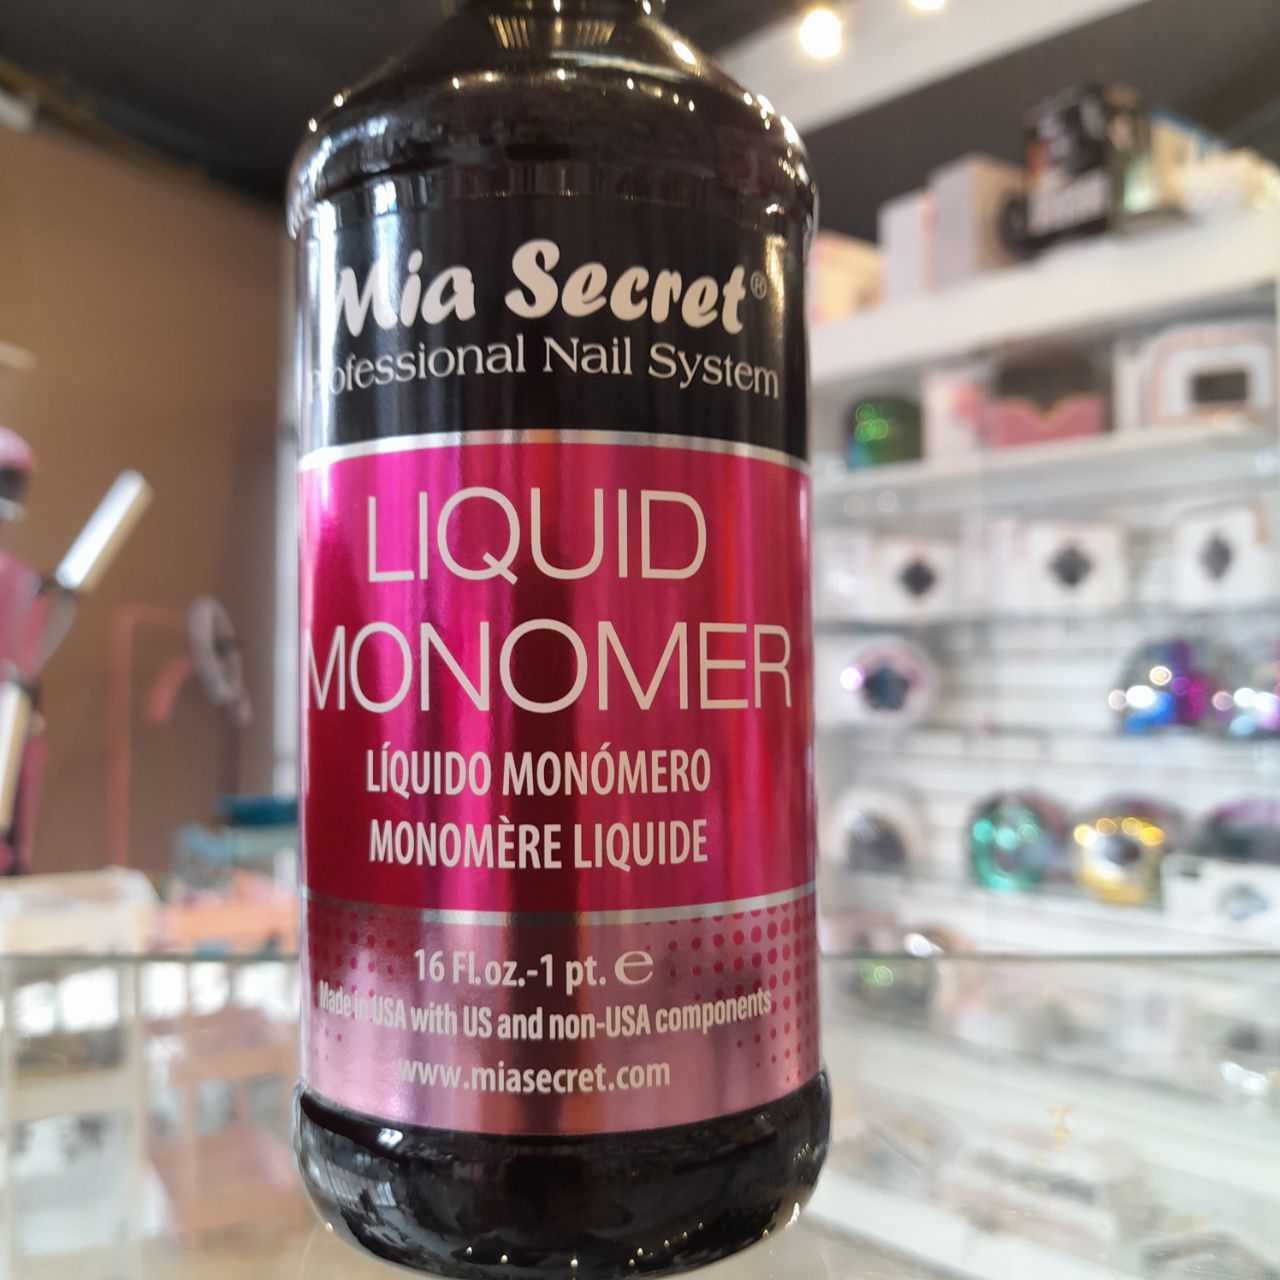 Mia Secret®
Professional Nail System
LIQUID
MONOMER
LÍQUIDO MONÓMERO
MONOMÈRE LIQUIDE
16 Fl.oz.-1 pt. ℮
Made in USA with US and non-USA components
www.miasecret.com